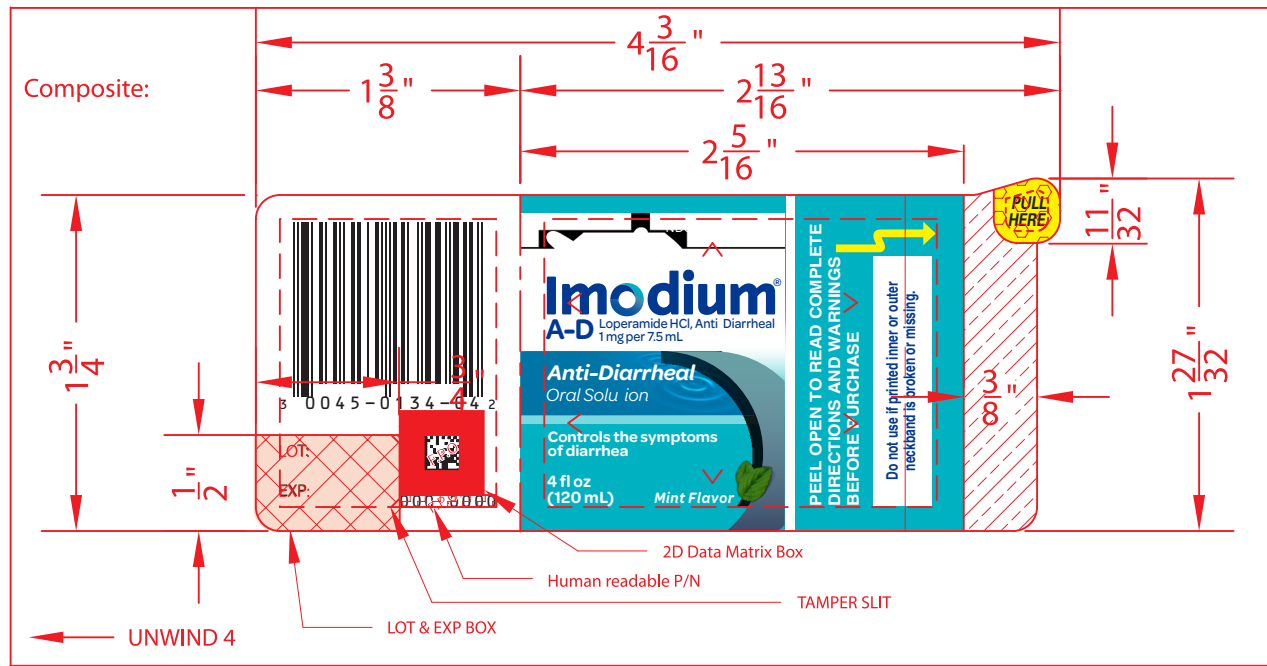 4 3/16 "
Composite:
1 3/8 "
2 13/16 "
2 5/16 "
PULL
HERE
11/32 "
1 3/4 "
Imodium®
A-D Loperamide HCl, Anti Diarrheal
1 mg per 7.5 mL
Anti-Diarrheal
Oral Solu ion
Controls the symptoms
of diarrhea
4 fl oz
(120 mL)
Mint Flavor
PEEL OPEN TO READ COMPLETE
DIRECTIONS AND WARNINGS
BEFORE PURCHASE
Do not use if printed inner or outer
neckband is broken or missing.
3/8 "
1 27/32 "
3/4 "
3 0045-0134-04 2
1/2 "
LOT:
EXP:
2D Data Matrix Box
Human readable P/N
TAMPER SLIT
LOT & EXP BOX
UNWIND 4